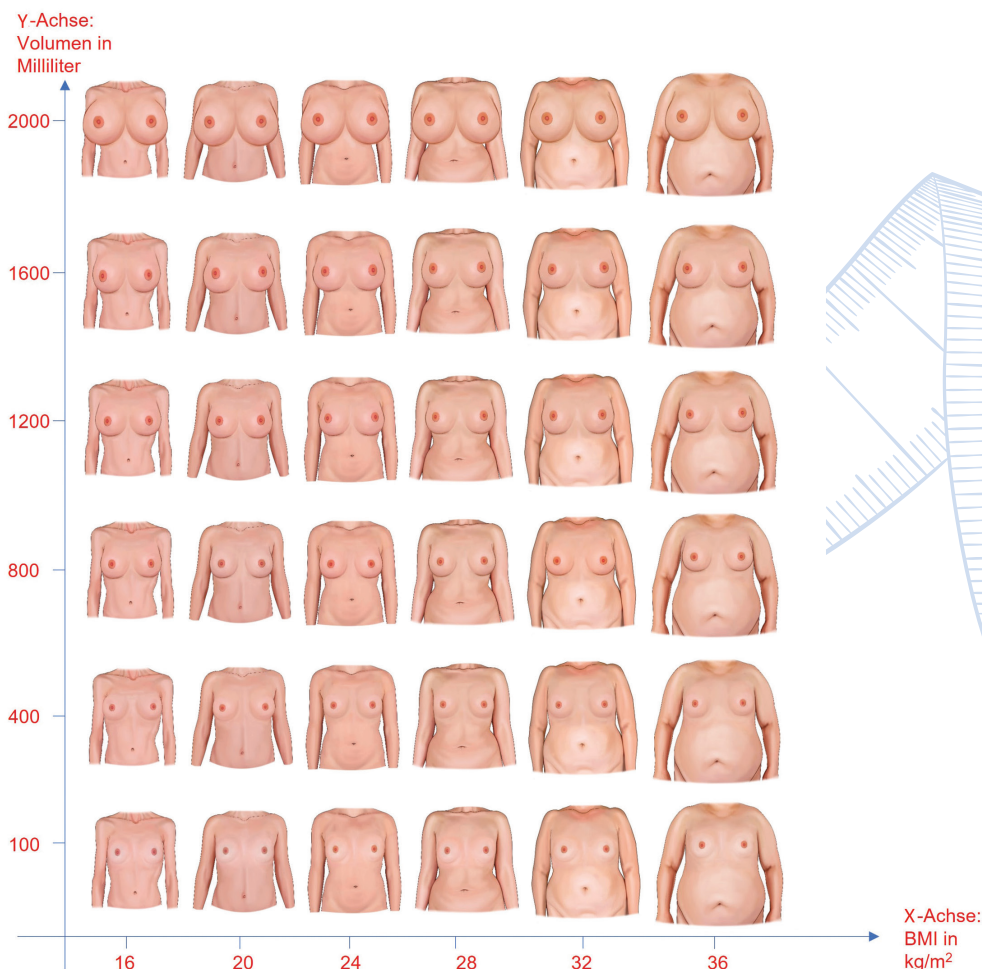 Y-Achse:
Volumen in
Milliliter
2000
1600
1200
800
400
100
16 20 24 28 32 36
X-Achse:
BMI in
kg/m²